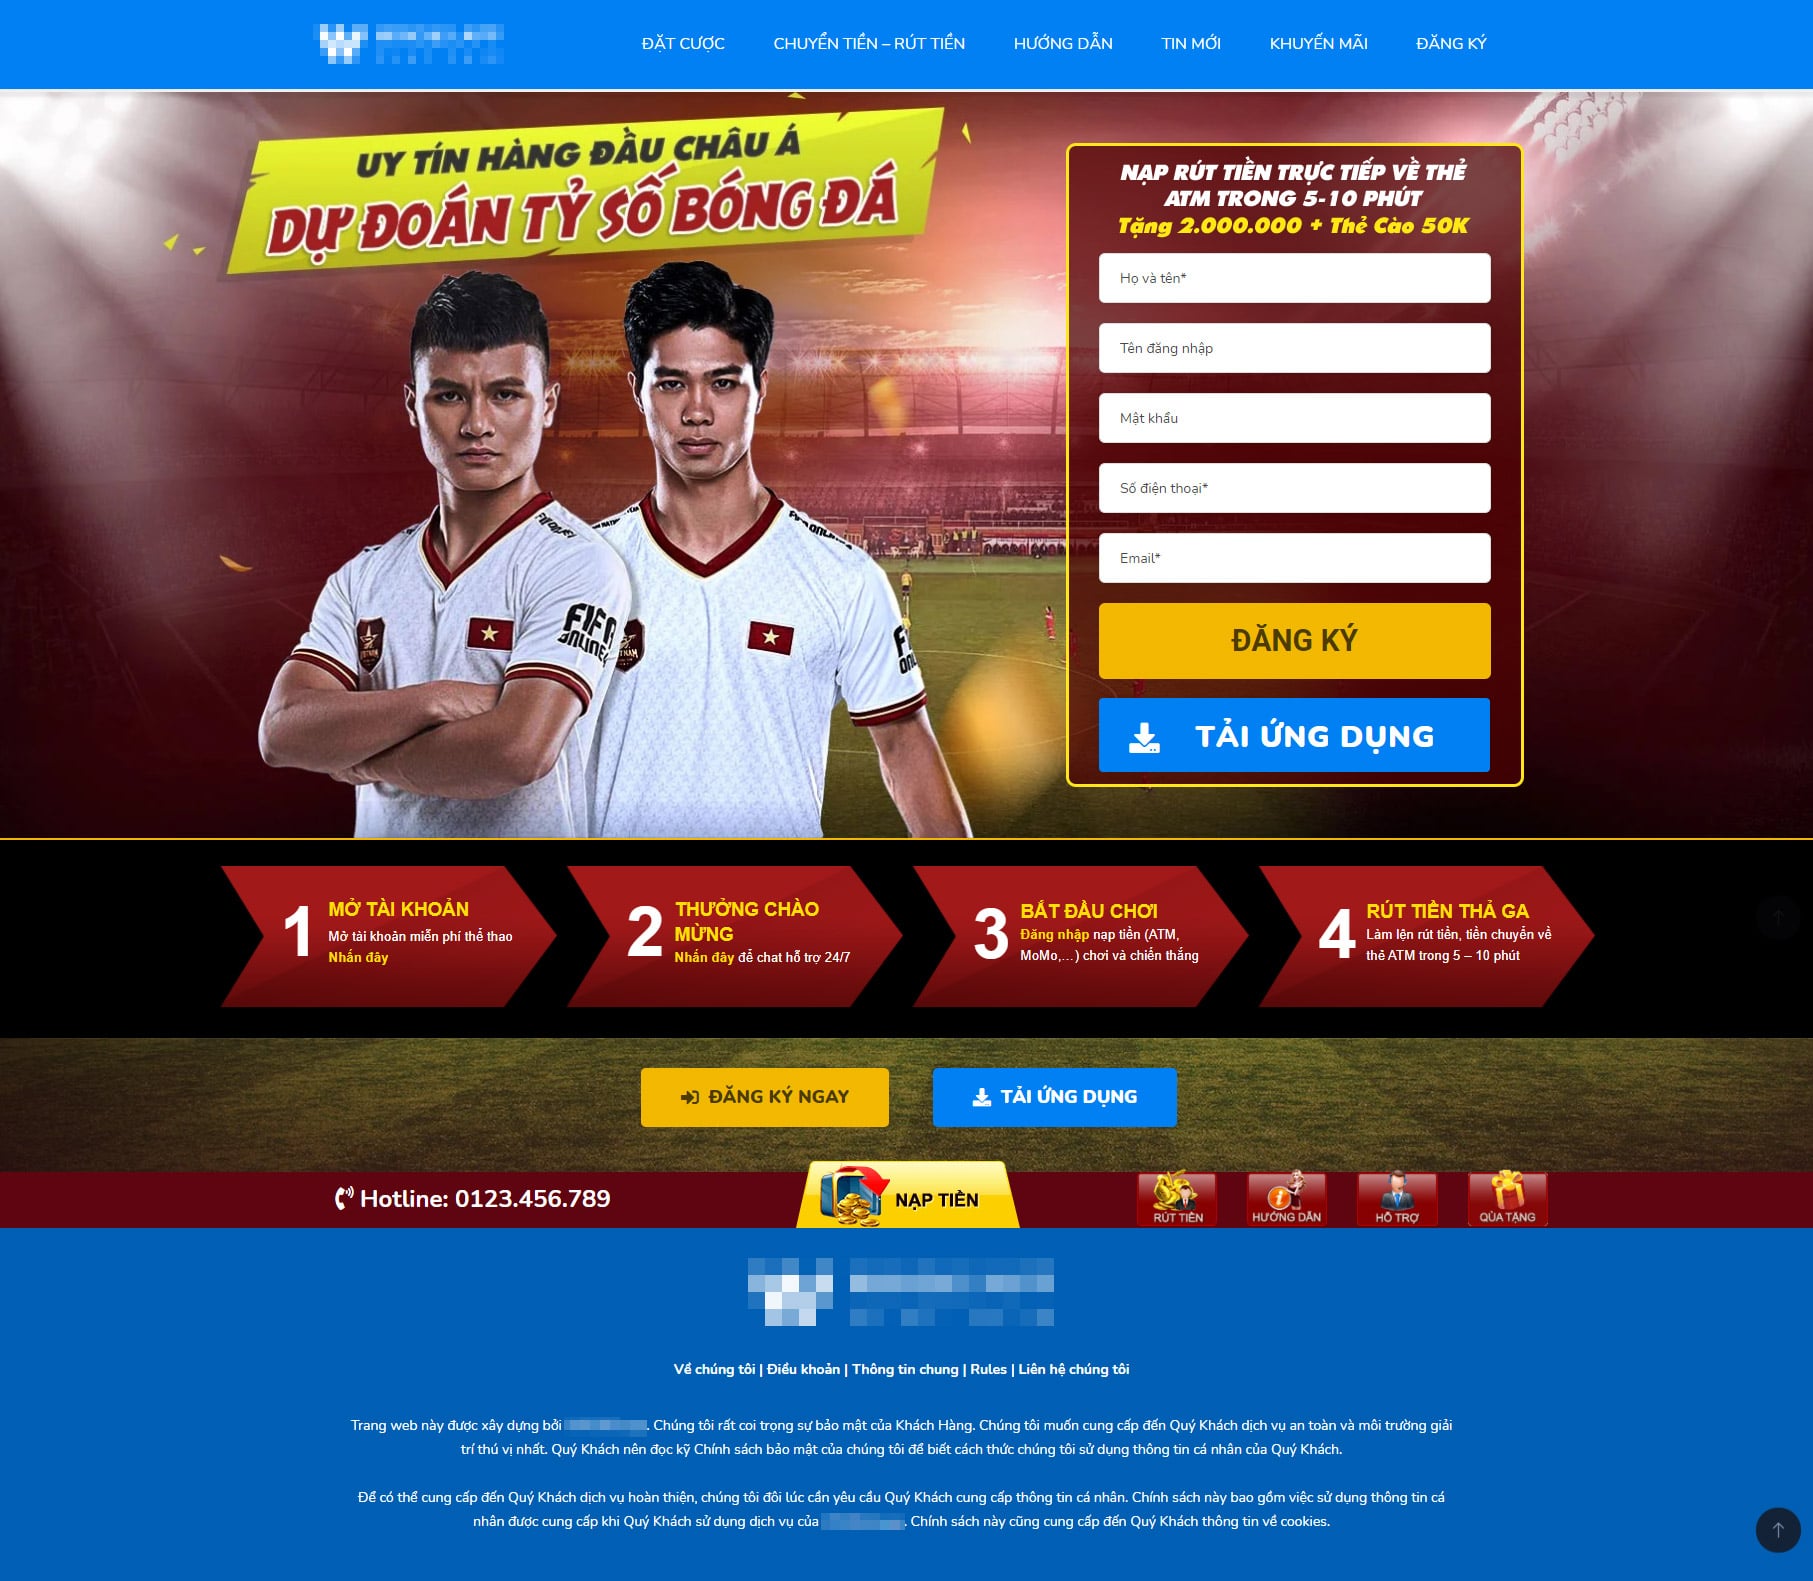 ĐẶT CƯỢC
CHUYỂN TIỀN – RÚT TIỀN
HƯỚNG DẪN
TIN MỚI
KHUYẾN MÃI
ĐĂNG KÝ
UY TÍN HÀNG ĐẦU CHÂU Á
DỰ ĐOÁN TỶ SỐ BÓNG ĐÁ
NẠP RÚT TIỀN TRỰC TIẾP VỀ THẺ
ATM TRONG 5-10 PHÚT
Tặng 2.000.000 + Thẻ Cào 50K
Họ và tên*
Tên đăng nhập
Mật khẩu
Số điện thoại*
Email*
ĐĂNG KÝ
TẢI ỨNG DỤNG
FIFA
ONLINE
1
MỞ TÀI KHOẢN
Mở tài khoản miễn phí thể thao
Nhấn đây
2
THƯỞNG CHÀO
MỪNG
Nhấn đây để chat hỗ trợ 24/7
3
BẮT ĐẦU CHƠI
Đăng nhập nạp tiền (ATM,
MoMo,...) chơi và chiến thắng
4
RÚT TIỀN THẢ GA
Làm lện rút tiền, tiền chuyển về
thẻ ATM trong 5 – 10 phút
ĐĂNG KÝ NGAY
TẢI ỨNG DỤNG
Hotline: 0123.456.789
NẠP TIỀN
RÚT TIỀN
HƯỚNG DẪN
HỖ TRỢ
QÙA TẶNG
Về chúng tôi | Điều khoản | Thông tin chung | Rules | Liên hệ chúng tôi
Trang web này được xây dựng bởi . Chúng tôi rất coi trọng sự bảo mật của Khách Hàng. Chúng tôi muốn cung cấp đến Quý Khách dịch vụ an toàn và môi trường giải
trí thú vị nhất. Quý Khách nên đọc kỹ Chính sách bảo mật của chúng tôi để biết cách thức chúng tôi sử dụng thông tin cá nhân của Quý Khách.
Để có thể cung cấp đến Quý Khách dịch vụ hoàn thiện, chúng tôi đôi lúc cần yêu cầu Quý Khách cung cấp thông tin cá nhân. Chính sách này bao gồm việc sử dụng thông tin cá
nhân được cung cấp khi Quý Khách sử dụng dịch vụ của . Chính sách này cũng cung cấp đến Quý Khách thông tin về cookies.